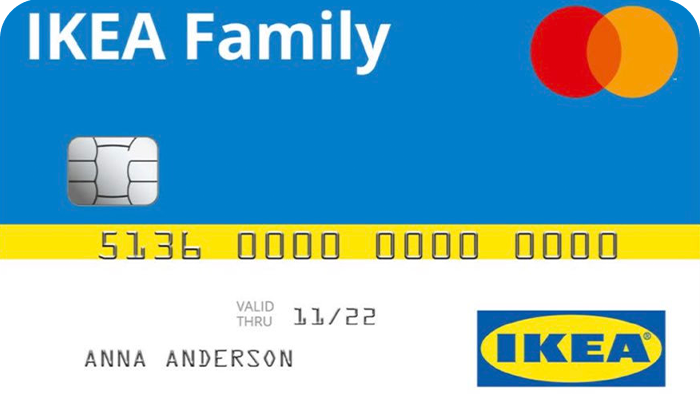 IKEA Family
5136 0000 0000 0000
VALID
THRU 11/22
ANNA ANDERSON
IKEA®